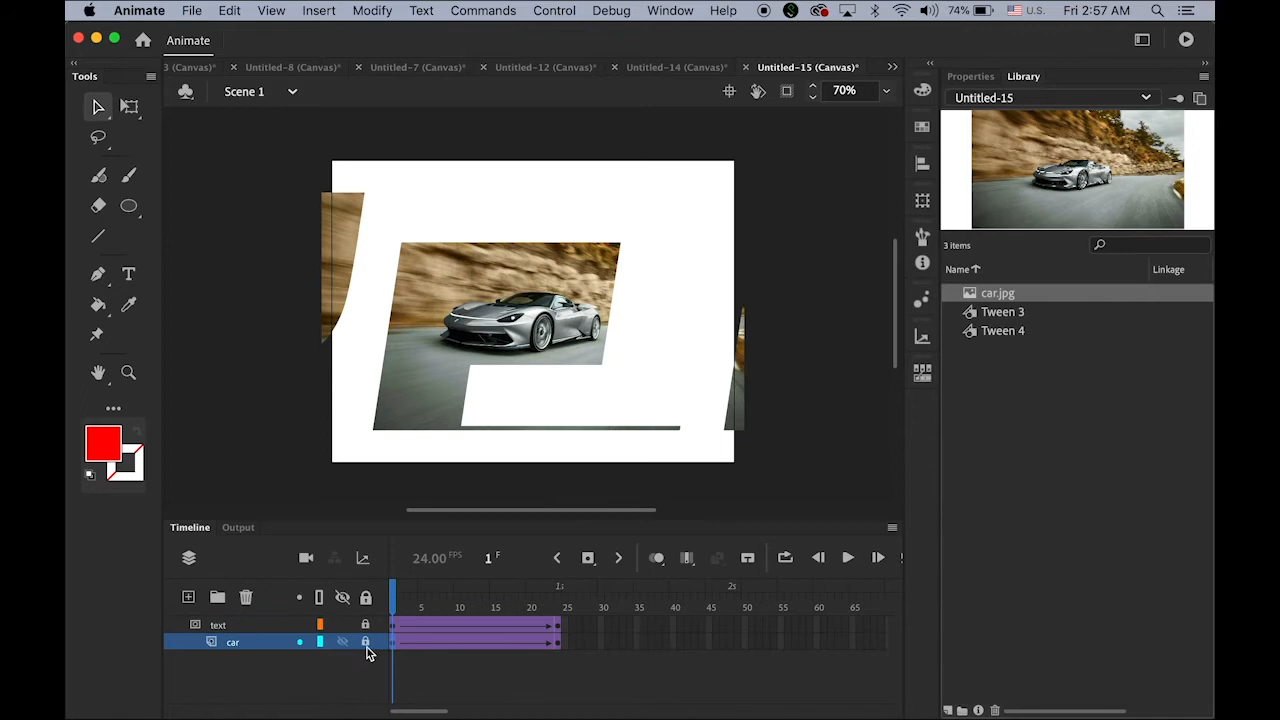 Animate File Edit View Insert Modify Text Commands Control Debug Window Help 74% U.S. Fri 2:57 AM
Animate
Tools
3 (Canvas)* Untitled-8 (Canvas)* Untitled-7 (Canvas)* Untitled-12 (Canvas)* Untitled-14 (Canvas)* Untitled-15 (Canvas)*
Scene 1 70%
Properties Library
Untitled-15
3 items
Name Linkage
car.jpg
Tween 3
Tween 4
Timeline Output
24.00 FPS 1 F
1s 2s
5 10 15 20 25 30 35 40 45 50 55 60 65
text
car